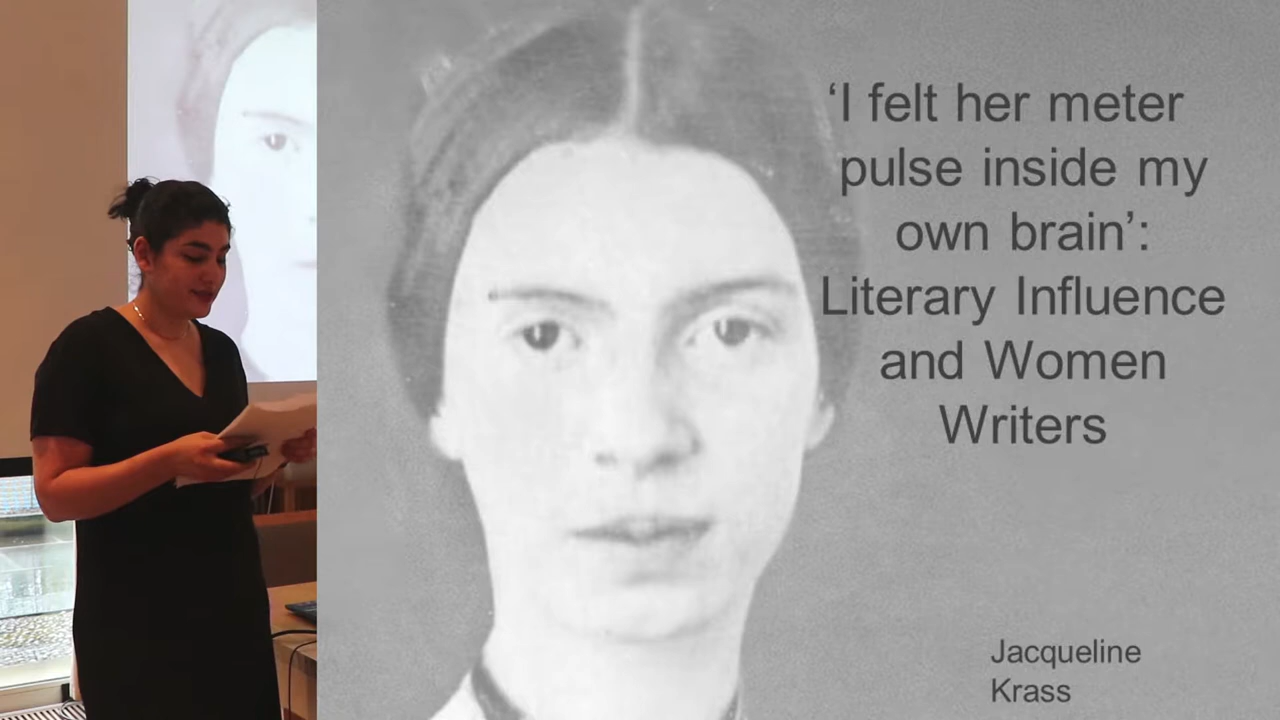 ‘I felt her meter
pulse inside my
own brain’:
Literary Influence
and Women
Writers
Jacqueline
Krass